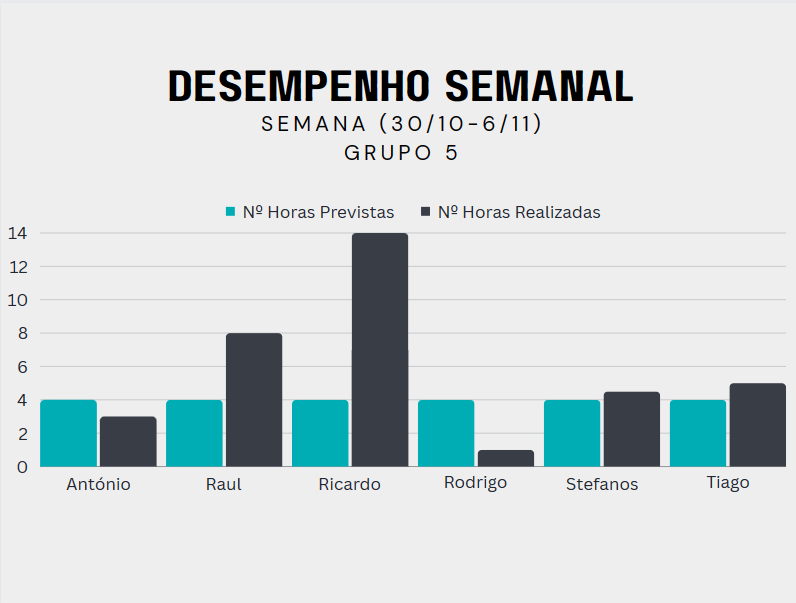 DESEMPENHO SEMANAL
SEMANA (30/10-6/11)
GRUPO 5
Nº Horas Previstas Nº Horas Realizadas
14
12
10
8
6
4
2
0
António Raul Ricardo Rodrigo Stefanos Tiago